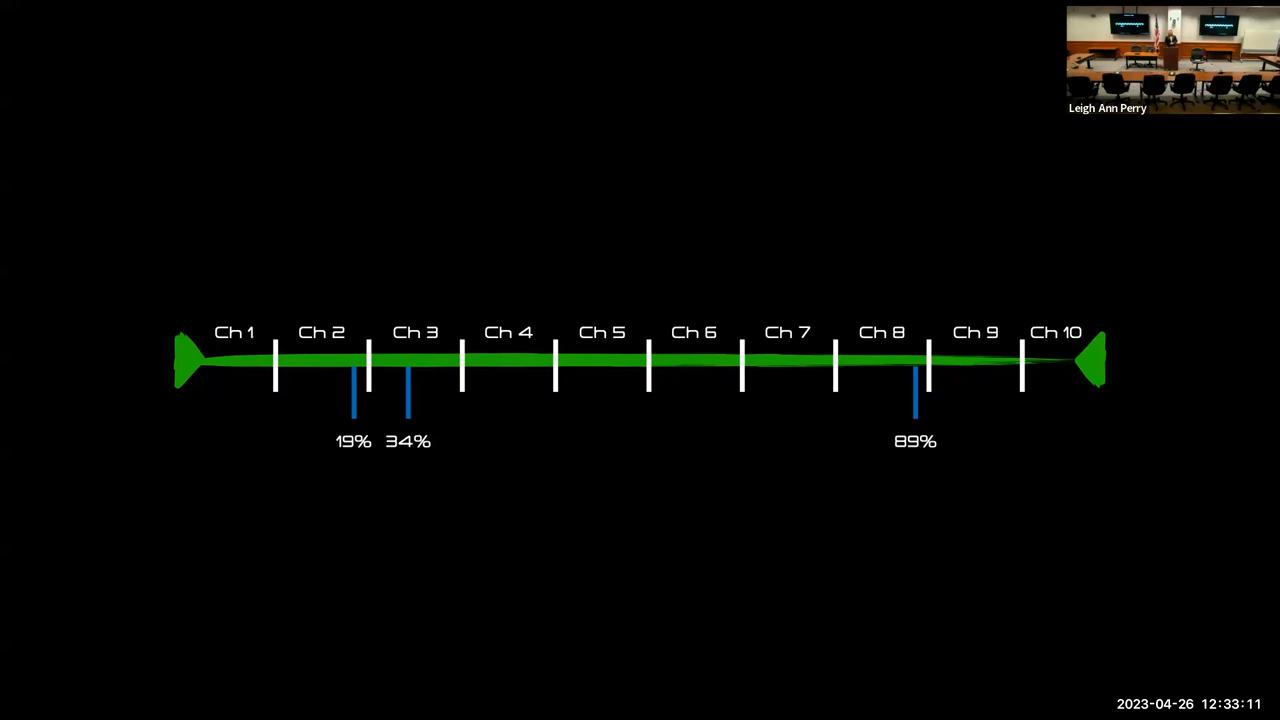 Leigh Ann Perry
Ch 1 Ch 2 Ch 3 Ch 4 Ch 5 Ch 6 Ch 7 Ch 8 Ch 9 Ch 10
19% 34% 89%
2023-04-26 12:33:11